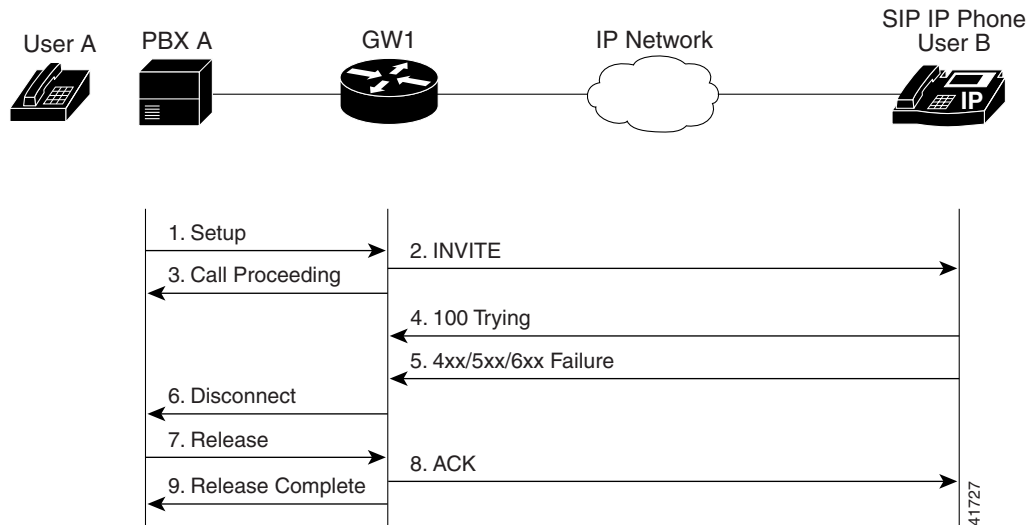 SIP IP Phone
User A
PBX A
GW1
IP Network
User B
IP
1. Setup
2. INVITE
3. Call Proceeding
4. 100 Trying
5. 4xx/5xx/6xx Failure
6. Disconnect
7. Release
8. ACK
9. Release Complete
41727